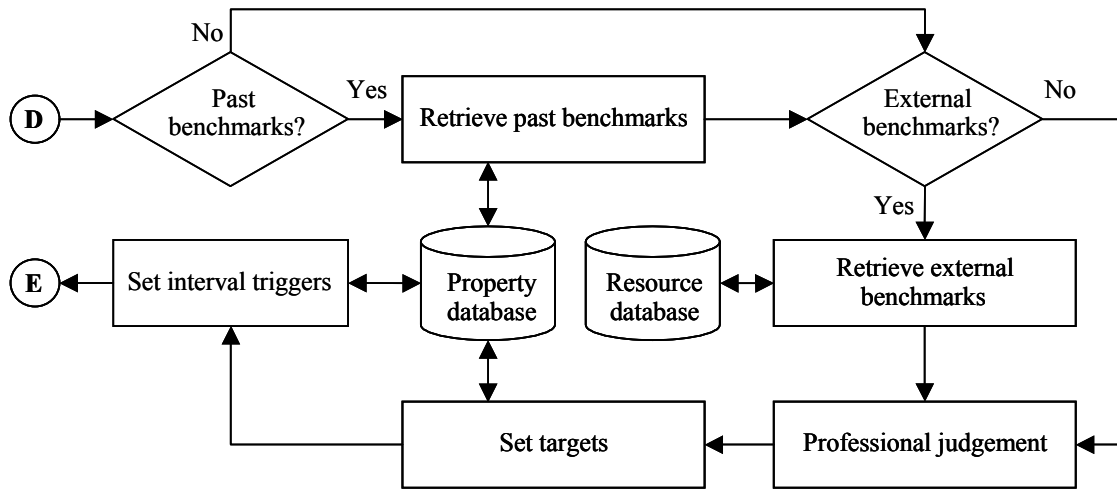 No
No
D
Past
benchmarks?
Yes
Retrieve past benchmarks
External
benchmarks?
Yes
E
Set interval triggers
Property
database
Resource
database
Retrieve external
benchmarks
Set targets
Professional judgement